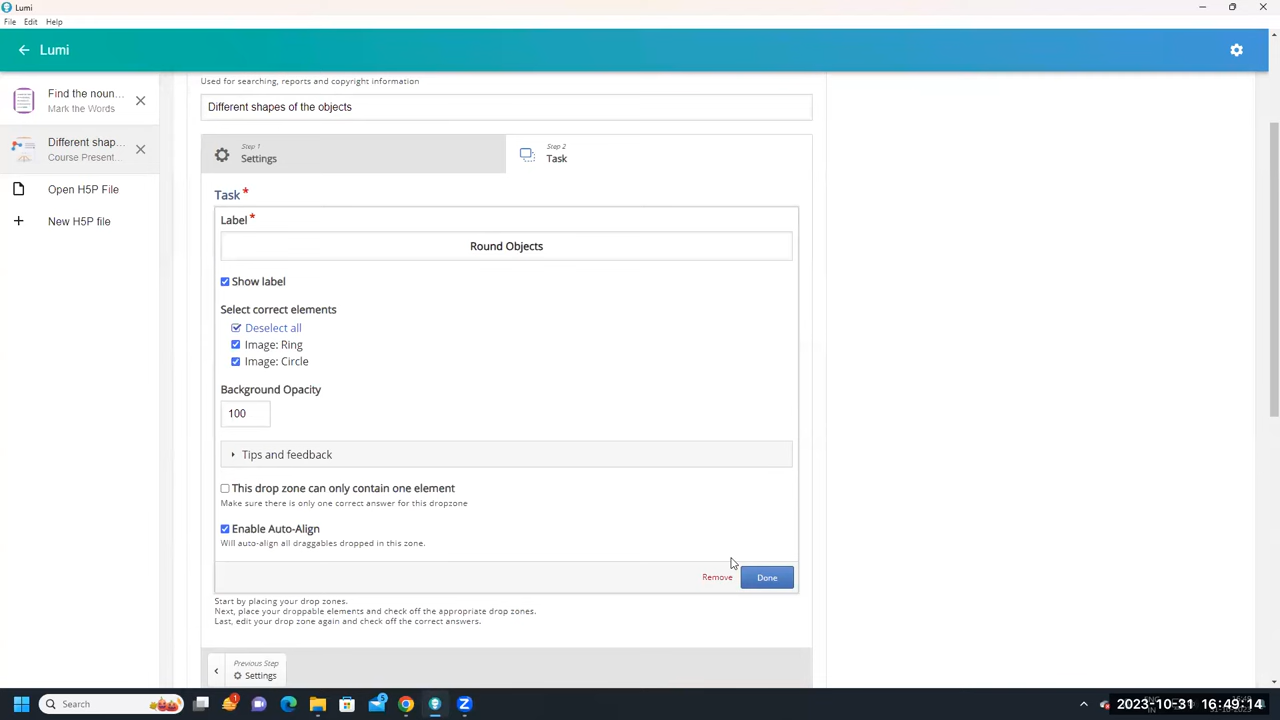 Lumi
File Edit Help
Lumi
Find the noun...
Mark the Words
Different shap...
Course Present...
Open H5P File
New H5P file
Used for searching, reports and copyright information
Different shapes of the objects
Step 1
Settings
Step 2
Task
Task *
Label *
Round Objects
Show label
Select correct elements
Deselect all
Image: Ring
Image: Circle
Background Opacity
100
Tips and feedback
This drop zone can only contain one element
Make sure there is only one correct answer for this dropzone
Enable Auto-Align
Will auto-align all draggables dropped in this zone.
Remove
Done
Start by placing your drop zones.
Next, place your droppable elements and check off the appropriate drop zones.
Last, edit your drop zone again and check off the correct answers.
Previous Step
Settings
Search
2023-10-31 16:49:14